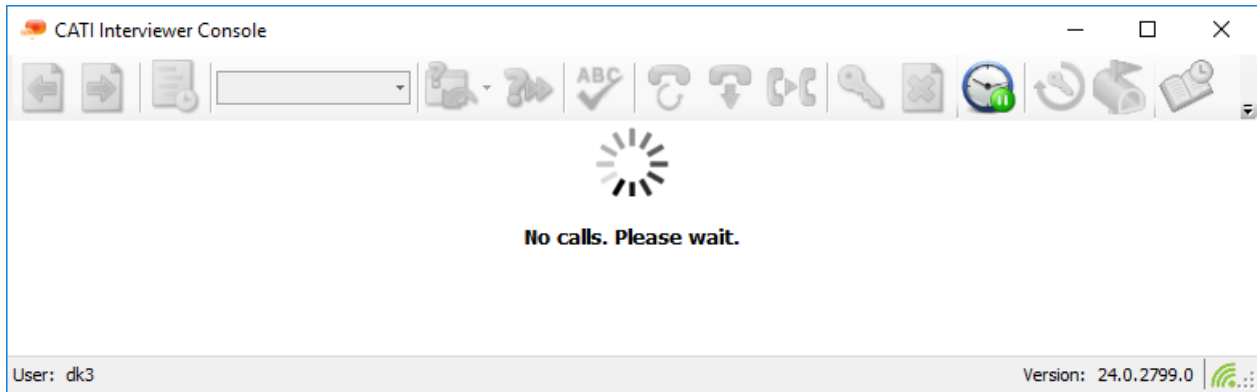 CATI Interviewer Console
ABC
No calls. Please wait.
User: dk3
Version: 24.0.2799.0